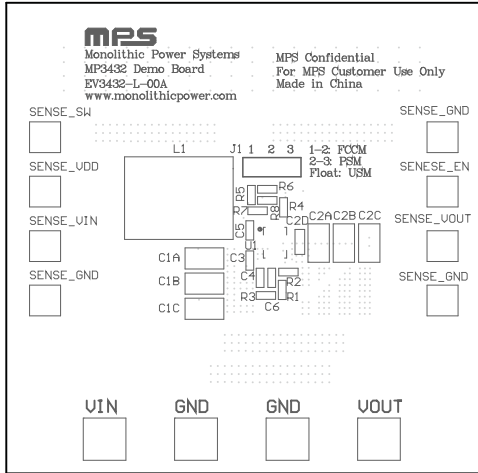 mps
Monolithic Power Systems
MP3432 Demo Board
EV3432-L-00A
www.monolithicpower.com
MPS Confidential
For MPS Customer Use Only
Made in China
SENSE_SW
SENSE_GND
L1
J1 1 2 3
1-2: FCCM
2-3: PSM
Float: USM
SENSE_VDD
SENESE_EN
R5
R6
R7
R8
R4
SENSE_VIN
C5
C2D
C2A
C2B
C2C
SENSE_VOUT
U1
C1A
C3
SENSE_GND
C1B
C4
R2
SENSE_GND
C1C
R3
C6
R1
VIN
GND
GND
VOUT